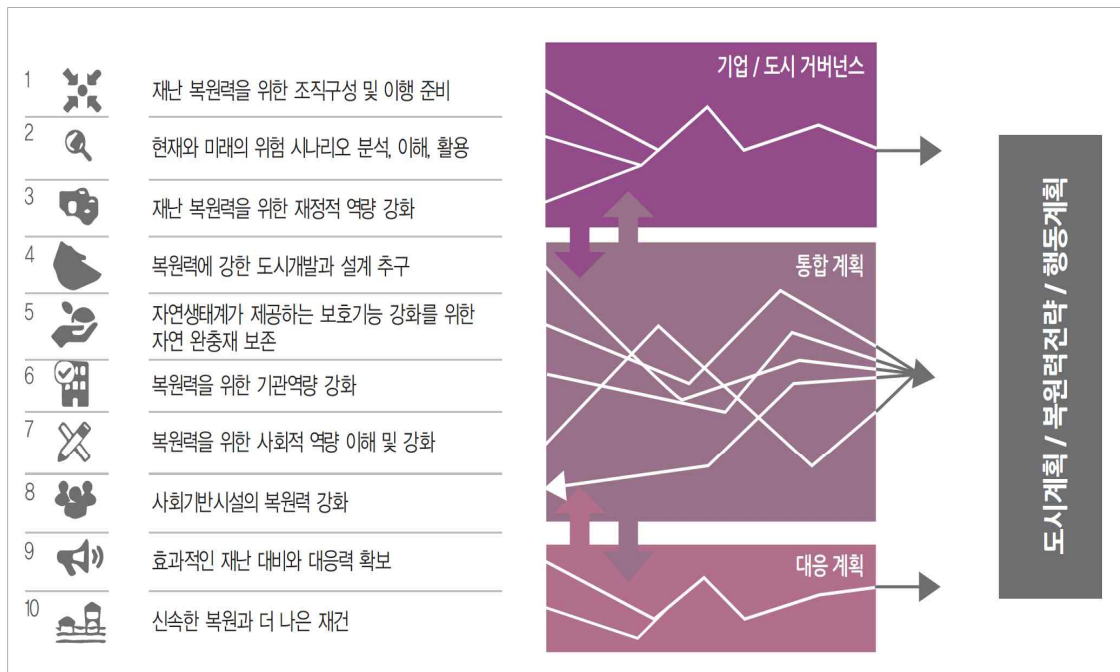 1
재난 복원력을 위한 조직구성 및 이행 준비
2
현재와 미래의 위험 시나리오 분석, 이해, 활용
3
재난 복원력을 위한 재정적 역량 강화
4
복원력에 강한 도시개발과 설계 추구
5
자연생태계가 제공하는 보호기능 강화를 위한
자연 완충재 보존
6
복원력을 위한 기관역량 강화
7
복원력을 위한 사회적 역량 이해 및 강화
8
사회기반시설의 복원력 강화
9
효과적인 재난 대비와 대응력 확보
10
신속한 복원과 더 나은 재건
기업 / 도시 거버넌스
통합 계획
대응 계획
도시계획 / 복원력전략 / 행동계획